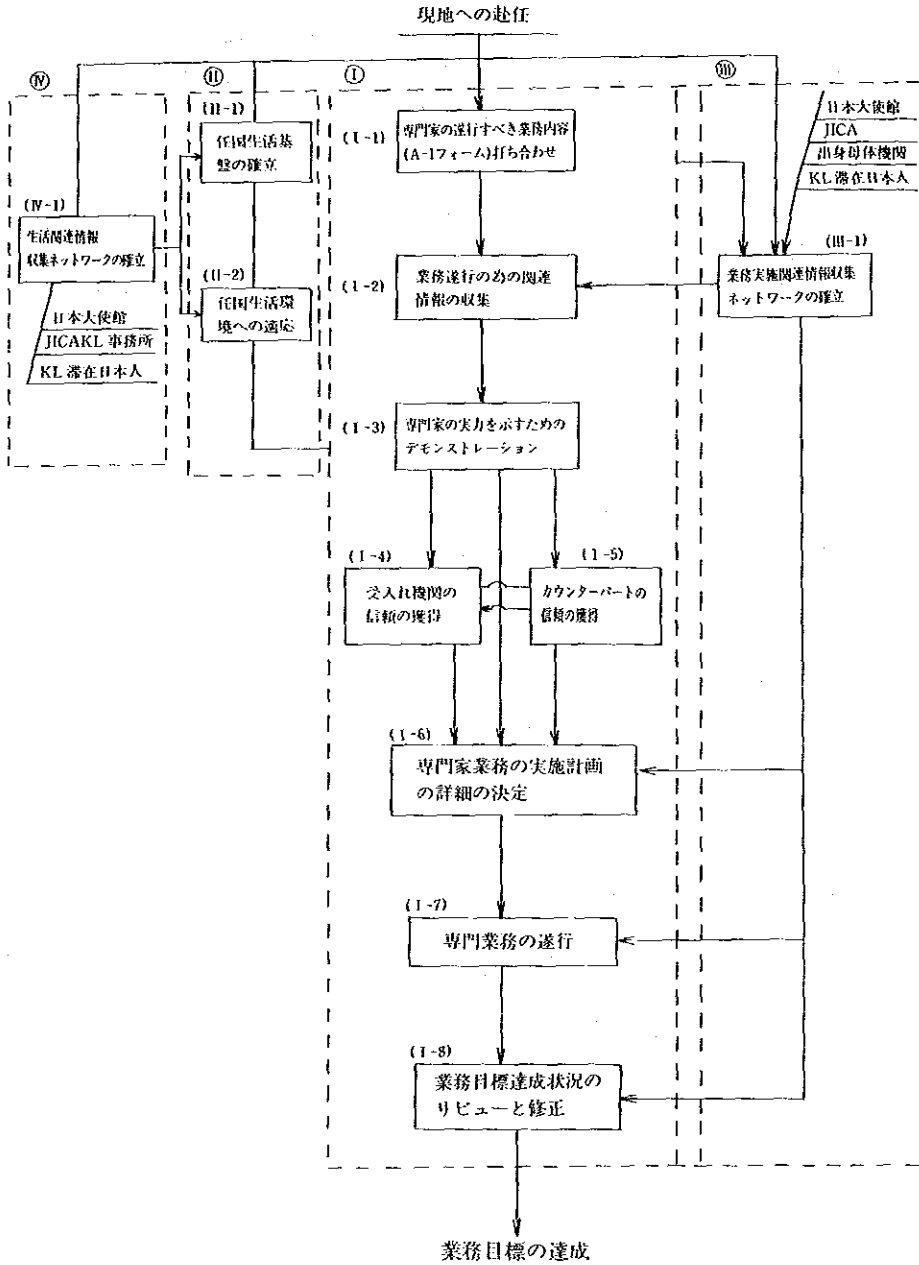 現地への赴任
Ⅳ
Ⅱ
Ⅰ
Ⅲ
(Ⅱ-1)
任国生活基
盤の確立
(Ⅰ-1)
専門家の遂行すべき業務内容
(A-1フォーム)打ち合わせ
日本大使館
JICA
出身母体機関
KL滞在日本人
(Ⅳ-1)
生活関連情報
収集ネットワークの確立
日本大使館
JICAKL事務所
KL滞在日本人
(Ⅱ-2)
任国生活環
境への適応
(Ⅰ-2)
業務遂行の為の関連
情報の収集
(Ⅲ-1)
業務実施関連情報収集
ネットワークの確立
(Ⅰ-3)
専門家の実力を示すための
デモンストレーション
(Ⅰ-4)
受入れ機関の
信頼の獲得
(Ⅰ-5)
カウンターパートの
信頼の獲得
(Ⅰ-6)
専門家業務の実施計画
の詳細の決定
(Ⅰ-7)
専門業務の遂行
(Ⅰ-8)
業務目標達成状況の
リビューと修正
業務目標の達成